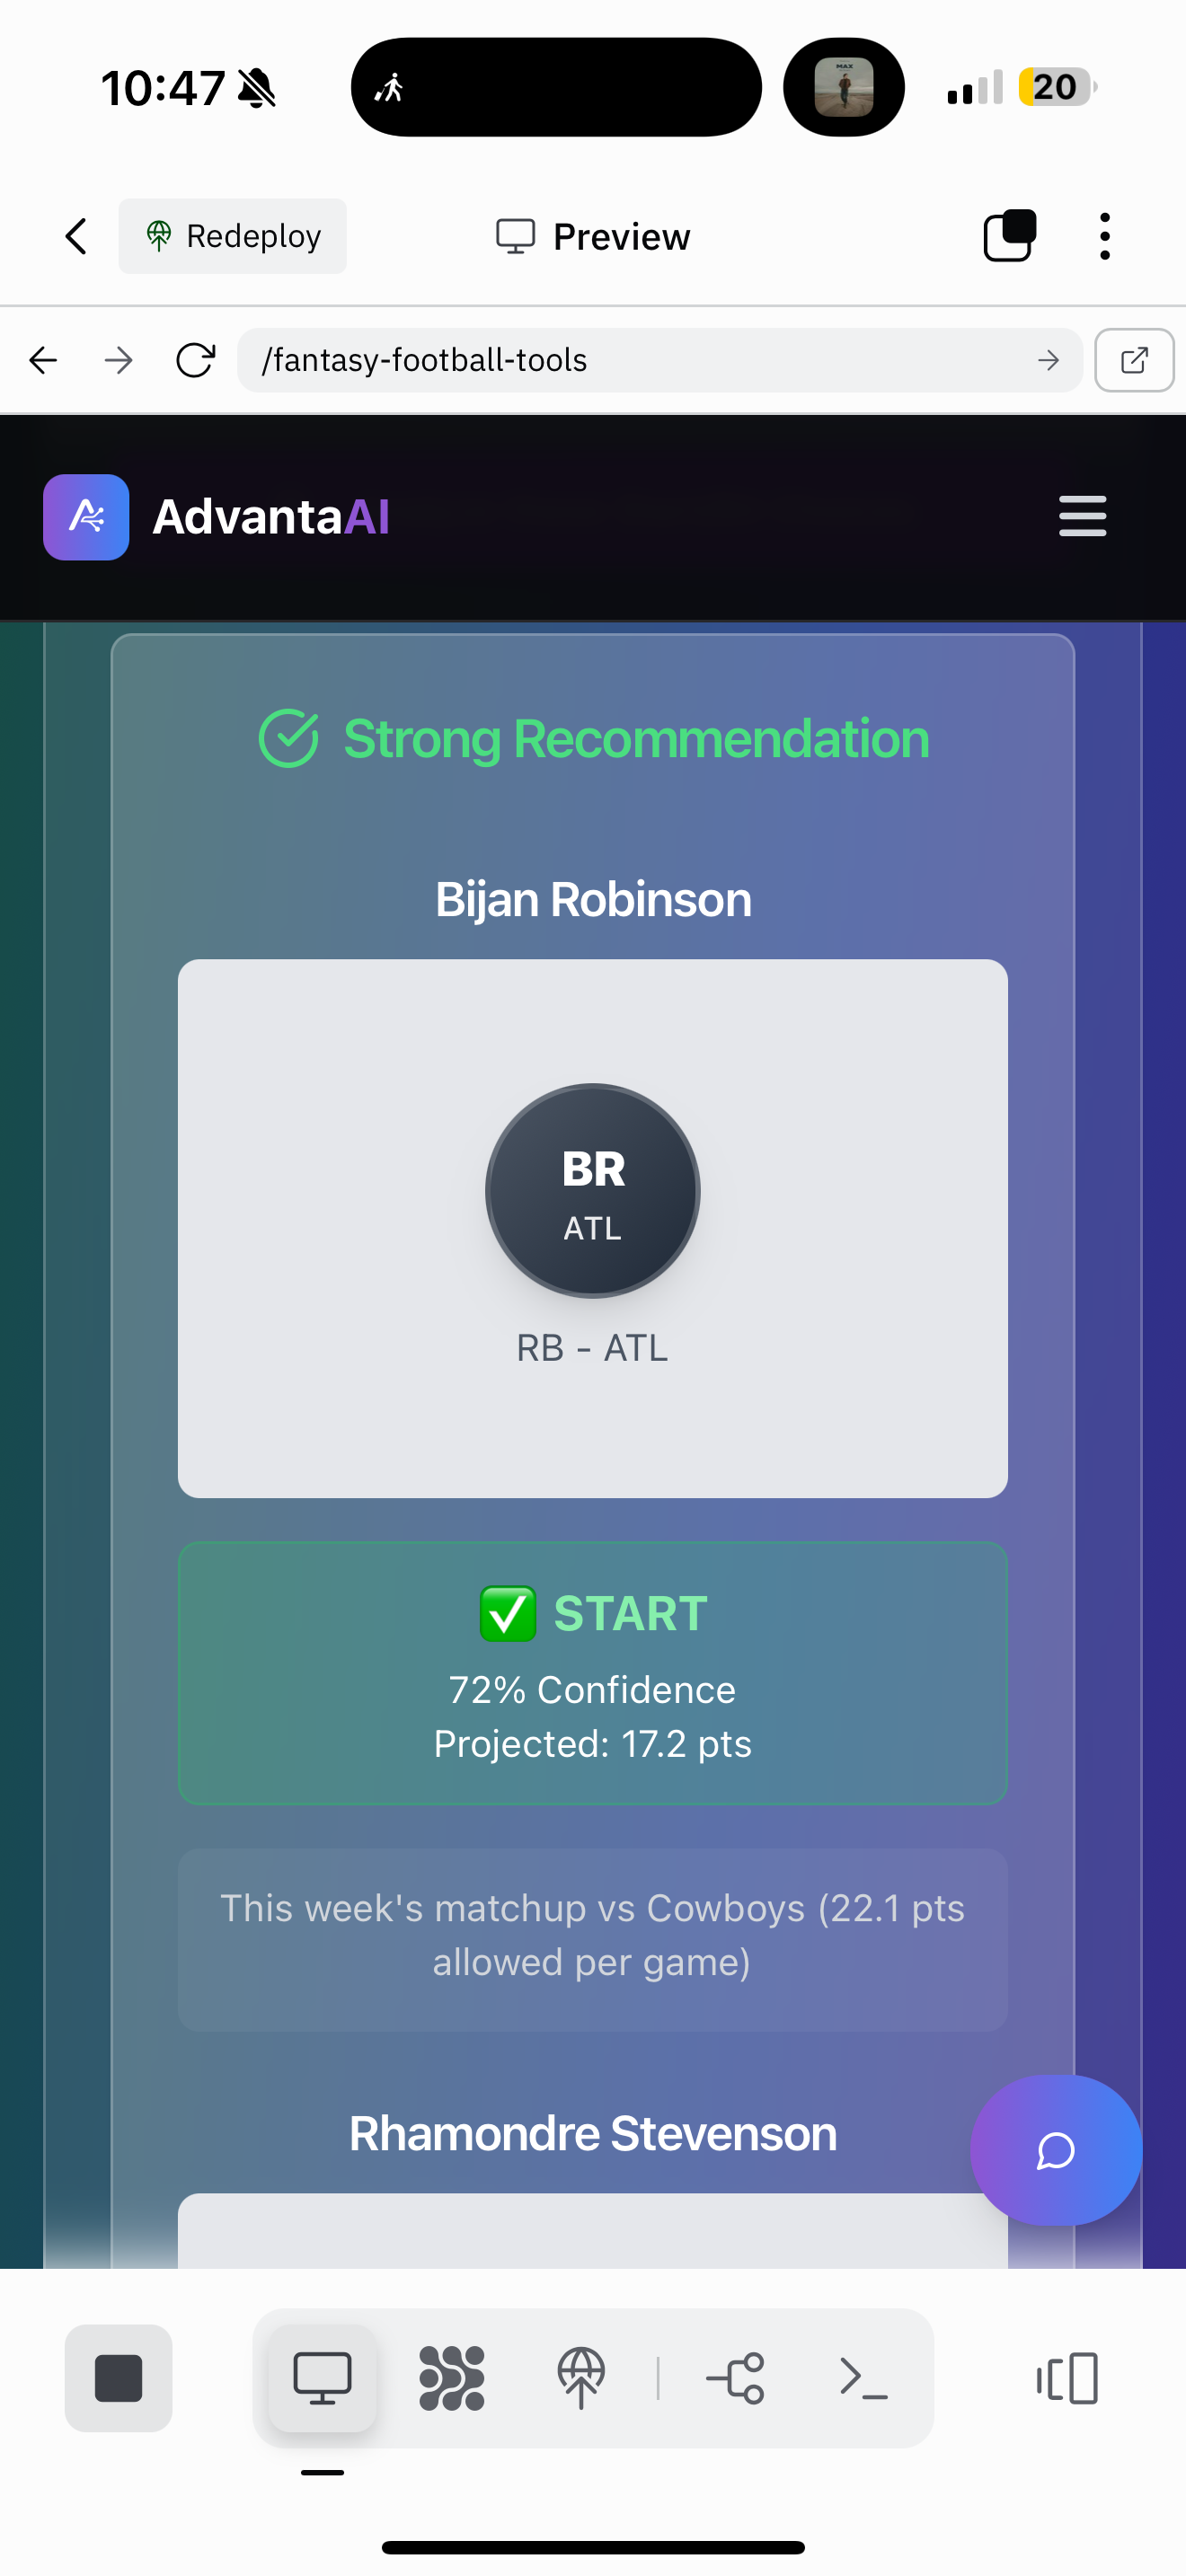 10:47
MAX
20
Redeploy
Preview
/fantasy-football-tools
AdvantaAI
Strong Recommendation
Bijan Robinson
BR
ATL
RB - ATL
✅ START
72% Confidence
Projected: 17.2 pts
This week's matchup vs Cowboys (22.1 pts
allowed per game)
Rhamondre Stevenson